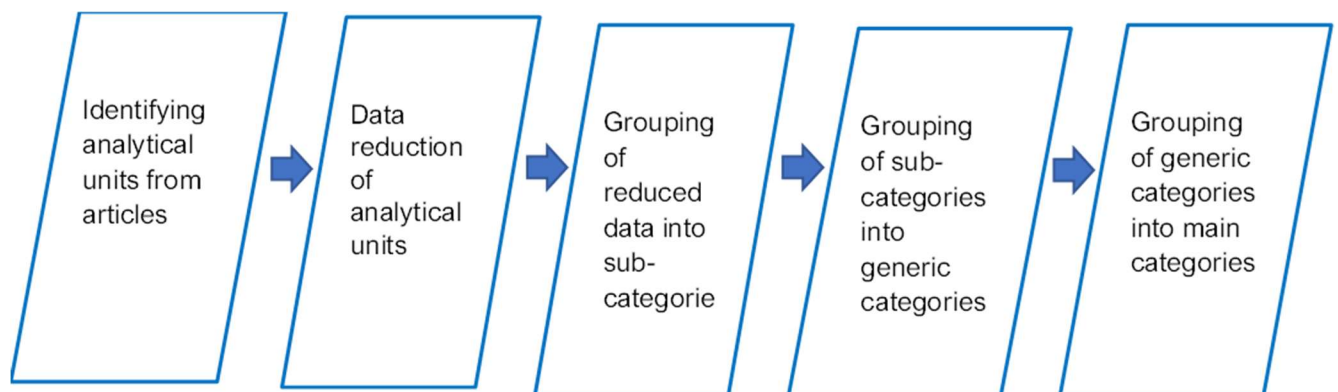 Identifying
analytical
units from
articles
Data
reduction
of
analytical
units
Grouping
of
reduced
data into
sub-
categorie
Grouping
of sub-
categories
into
generic
categories
Grouping
of generic
categories
into main
categories